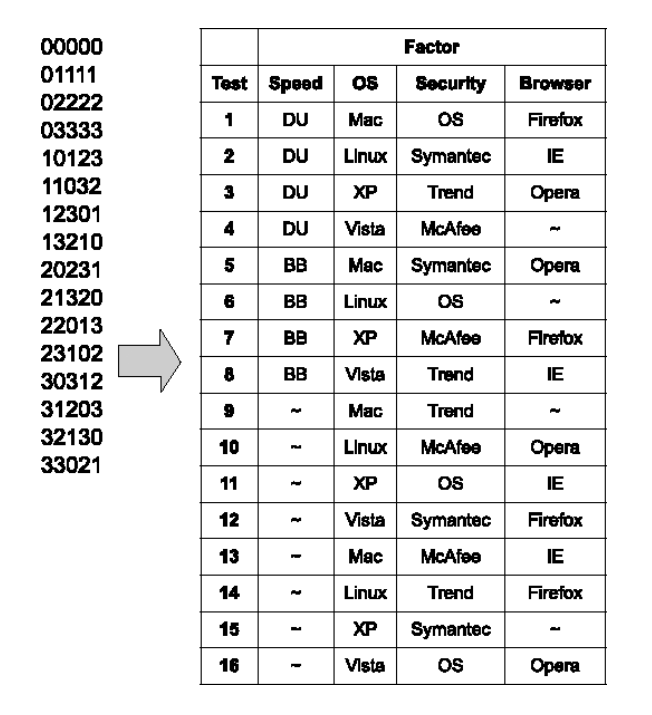 00000
01111
02222
03333
10123
11032
12301
13210
20231
21320
22013
23102
30312
31203
32130
33021
Factor
Test Speed OS Security Browser
1 DU Mac OS Firefox
2 DU Linux Symantec IE
3 DU XP Trend Opera
4 DU Vista McAfee ~
5 BB Mac Symantec Opera
6 BB Linux OS ~
7 BB XP McAfee Firefox
8 BB Vista Trend IE
9 ~ Mac Trend ~
10 ~ Linux McAfee Opera
11 ~ XP OS IE
12 ~ Vista Symantec Firefox
13 ~ Mac McAfee IE
14 ~ Linux Trend Firefox
15 ~ XP Symantec ~
16 ~ Vista OS Opera